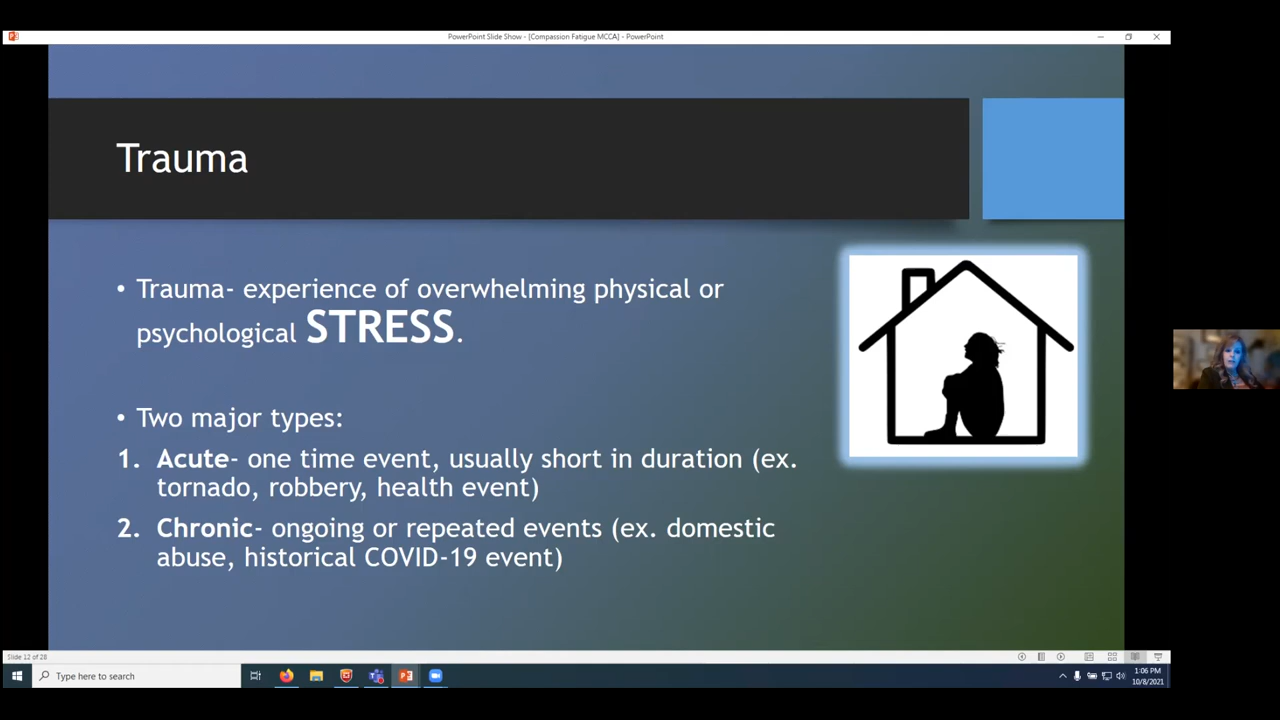 PowerPoint Slide Show - [Compassion Fatigue MCCA] - PowerPoint
Trauma
• Trauma- experience of overwhelming physical or
psychological STRESS.
• Two major types:
1. Acute- one time event, usually short in duration (ex.
tornado, robbery, health event)
2. Chronic- ongoing or repeated events (ex. domestic
abuse, historical COVID-19 event)
Slide 12 of 28
Type here to search
1:06 PM
10/8/2021